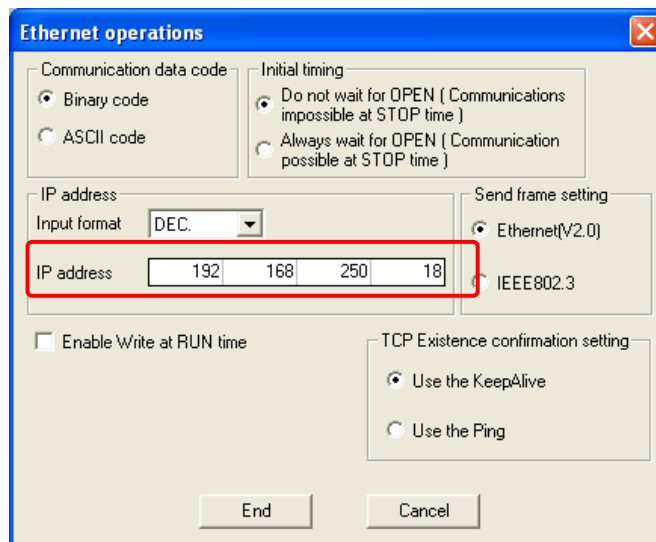 Ethernet operations
Communication data code
Binary code
ASCII code
Initial timing
Do not wait for OPEN ( Communications
impossible at STOP time )
Always wait for OPEN ( Communication
possible at STOP time )
IP address
Input format DEC.
IP address 192 168 250 18
Send frame setting
Ethernet(V2.0)
IEEE802.3
Enable Write at RUN time
TCP Existence confirmation setting
Use the KeepAlive
Use the Ping
End Cancel